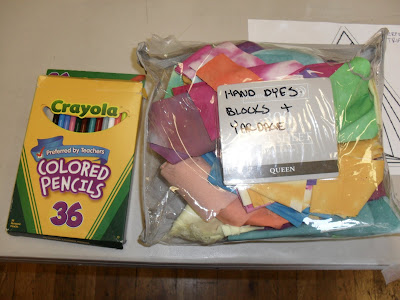 Crayola
Preferred by Teachers
COLORED
PENCILS
36
HAND DYES
BLOCKS +
YARDAGE
QUEEN